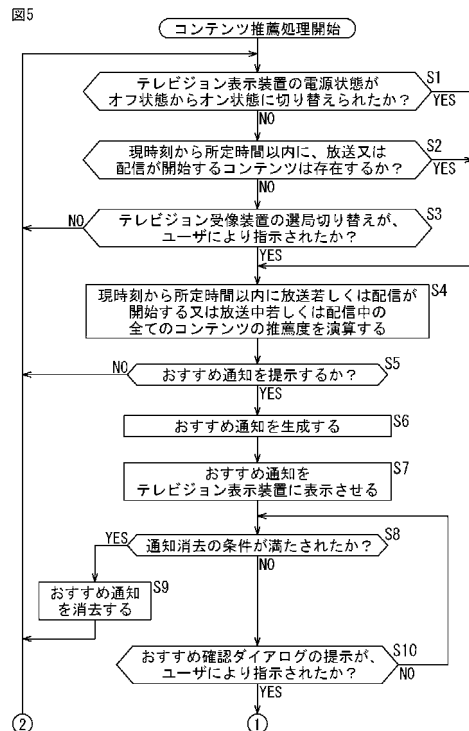 図5
コンテンツ推薦処理開始
テレビジョン表示装置の電源状態が
オフ状態からオン状態に切り替えられたか？
S1
YES
NO
現時刻から所定時間以内に、放送又は
配信が開始するコンテンツは存在するか？
S2
YES
NO
テレビジョン受像装置の選局切り替えが、
ユーザにより指示されたか？
S3
NO
YES
現時刻から所定時間以内に放送若しくは配信が
開始する又は放送中若しくは配信中の
全てのコンテンツの推薦度を演算する
S4
おすすめ通知を提示するか？
S5
NO
YES
おすすめ通知を生成する
S6
おすすめ通知を
テレビジョン表示装置に表示させる
S7
通知消去の条件が満たされたか？
S8
YES
NO
おすすめ通知
を消去する
S9
おすすめ確認ダイアログの提示が、
ユーザにより指示されたか？
S10
NO
YES
②
①